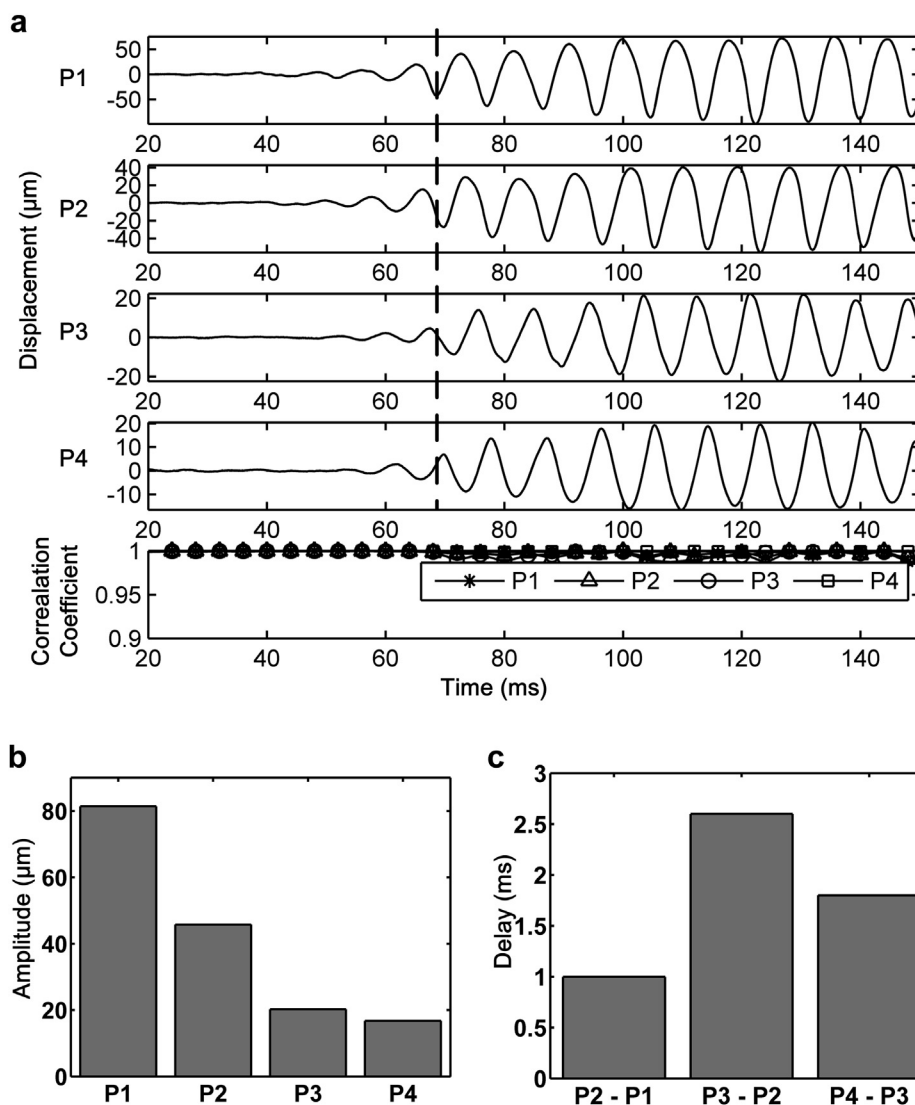 a
P1
50
0
-50
20 40 60 80 100 120 140
P2
40
20
0
-20
-40
20 40 60 80 100 120 140
Displacement (μm)
P3
20
0
-20
20 40 60 80 100 120 140
P4
20
10
0
-10
20 40 60 80 100 120 140
Correalation
Coefficient
1
0.95
0.9
P1 P2 P3 P4
20 40 60 80 100 120 140
Time (ms)
b
Amplitude (μm)
80
60
40
20
0
P1 P2 P3 P4
c
Delay (ms)
3
2.5
2
1.5
1
0.5
0
P2 - P1 P3 - P2 P4 - P3